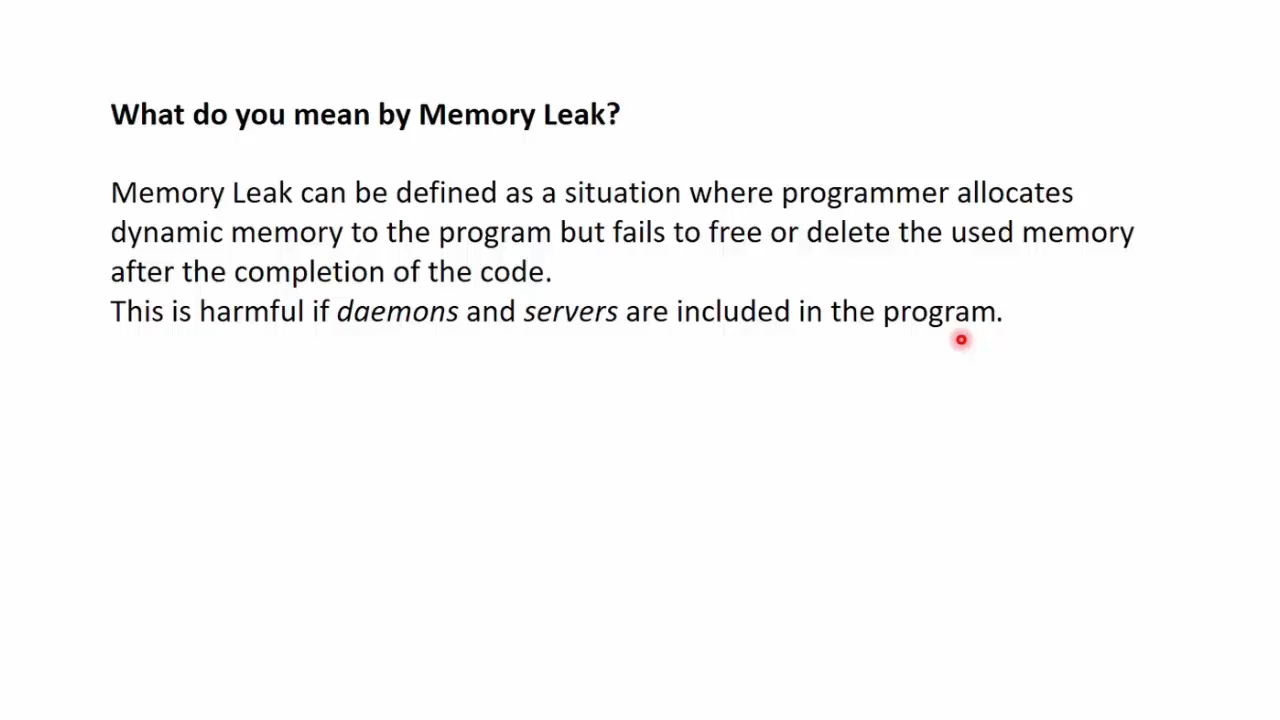 What do you mean by Memory Leak?
Memory Leak can be defined as a situation where programmer allocates
dynamic memory to the program but fails to free or delete the used memory
after the completion of the code.
This is harmful if daemons and servers are included in the program.